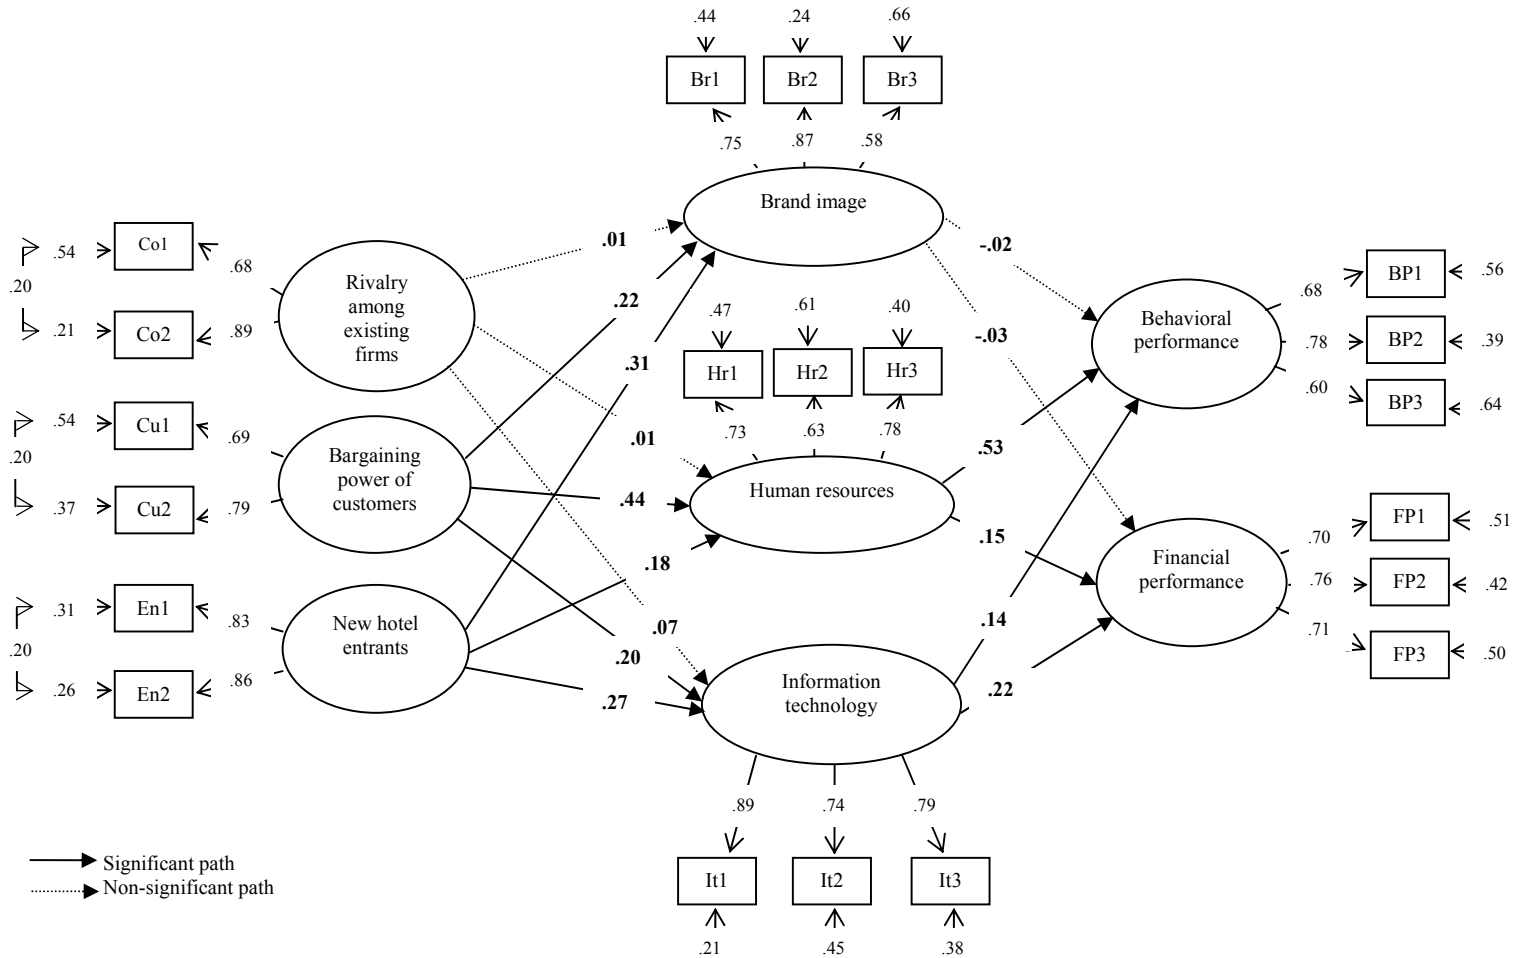 .44
.24
.66
Br1
Br2
Br3
.75
.87
.58
Brand image
.54
Co1
.68
.20
.21
Co2
.89
Rivalry
among
existing
firms
.01
.22
.31
-.02
-.03
.47
.61
.40
Hr1
Hr2
Hr3
.73
.63
.78
Human resources
.01
.44
.18
.53
.15
Behavioral
performance
.68
BP1
.56
.78
BP2
.39
.60
BP3
.64
.54
Cu1
.69
.20
.37
Cu2
.79
Bargaining
power of
customers
.31
En1
.83
.20
.26
En2
.86
New hotel
entrants
.07
.20
.27
.14
.22
Financial
performance
.70
FP1
.51
.76
FP2
.42
.71
FP3
.50
Information
technology
.89
.74
.79
It1
It2
It3
.21
.45
.38
Significant path
Non-significant path